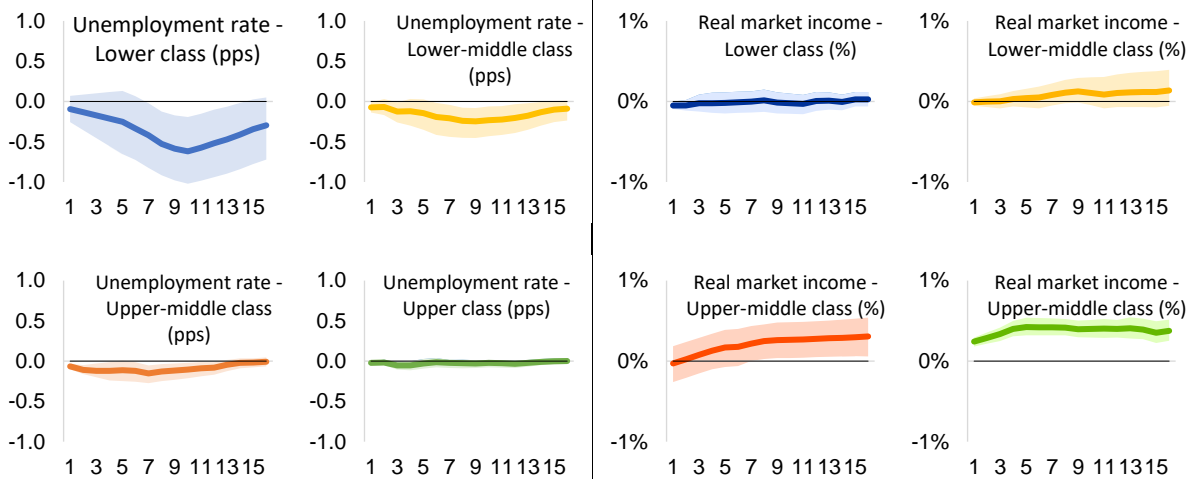 Unemployment rate -
Lower class (pps)
1.0
0.5
0.0
-0.5
-1.0
1 3 5 7 9 11 13 15
Unemployment rate -
Lower-middle class
(pps)
1.0
0.5
0.0
-0.5
-1.0
1 3 5 7 9 11 13 15
Real market income -
Lower class (%)
1%
0%
-1%
1 3 5 7 9 11 13 15
Real market income -
Lower-middle class (%)
1%
0%
-1%
1 3 5 7 9 11 13 15
Unemployment rate -
Upper-middle class
(pps)
1.0
0.5
0.0
-0.5
-1.0
1 3 5 7 9 11 13 15
Unemployment rate -
Upper class (pps)
1.0
0.5
0.0
-0.5
-1.0
1 3 5 7 9 11 13 15
Real market income -
Upper-middle class (%)
1%
0%
-1%
1 3 5 7 9 11 13 15
Real market income -
Upper-middle class (%)
1%
0%
-1%
1 3 5 7 9 11 13 15